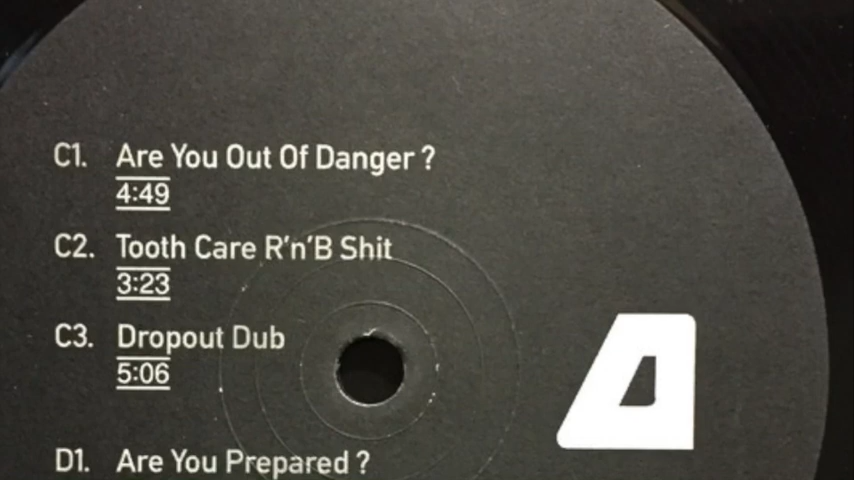 C1. Are You Out Of Danger ?
4:49
C2. Tooth Care R'n'B Shit
3:23
C3. Dropout Dub
5:06
D1. Are You Prepared ?